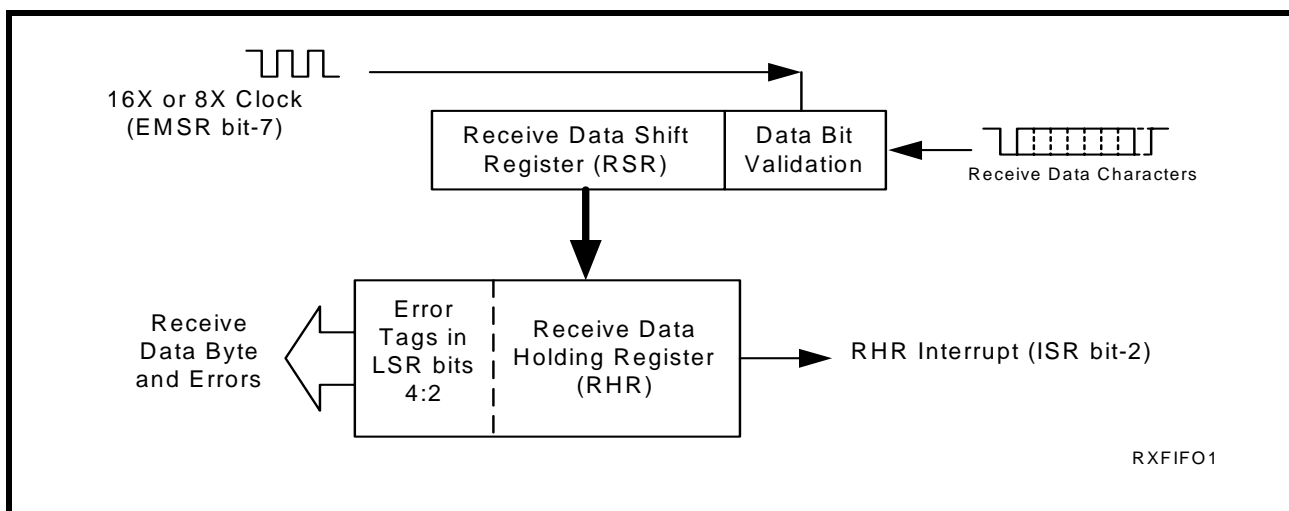 16X or 8X Clock
(EMSR bit-7)
Receive Data Shift
Register (RSR)
Data Bit
Validation
Receive Data Characters
Receive
Data Byte
and Errors
Error
Tags in
LSR bits
4:2
Receive Data
Holding Register
(RHR)
RHR Interrupt (ISR bit-2)
RXFIFO1